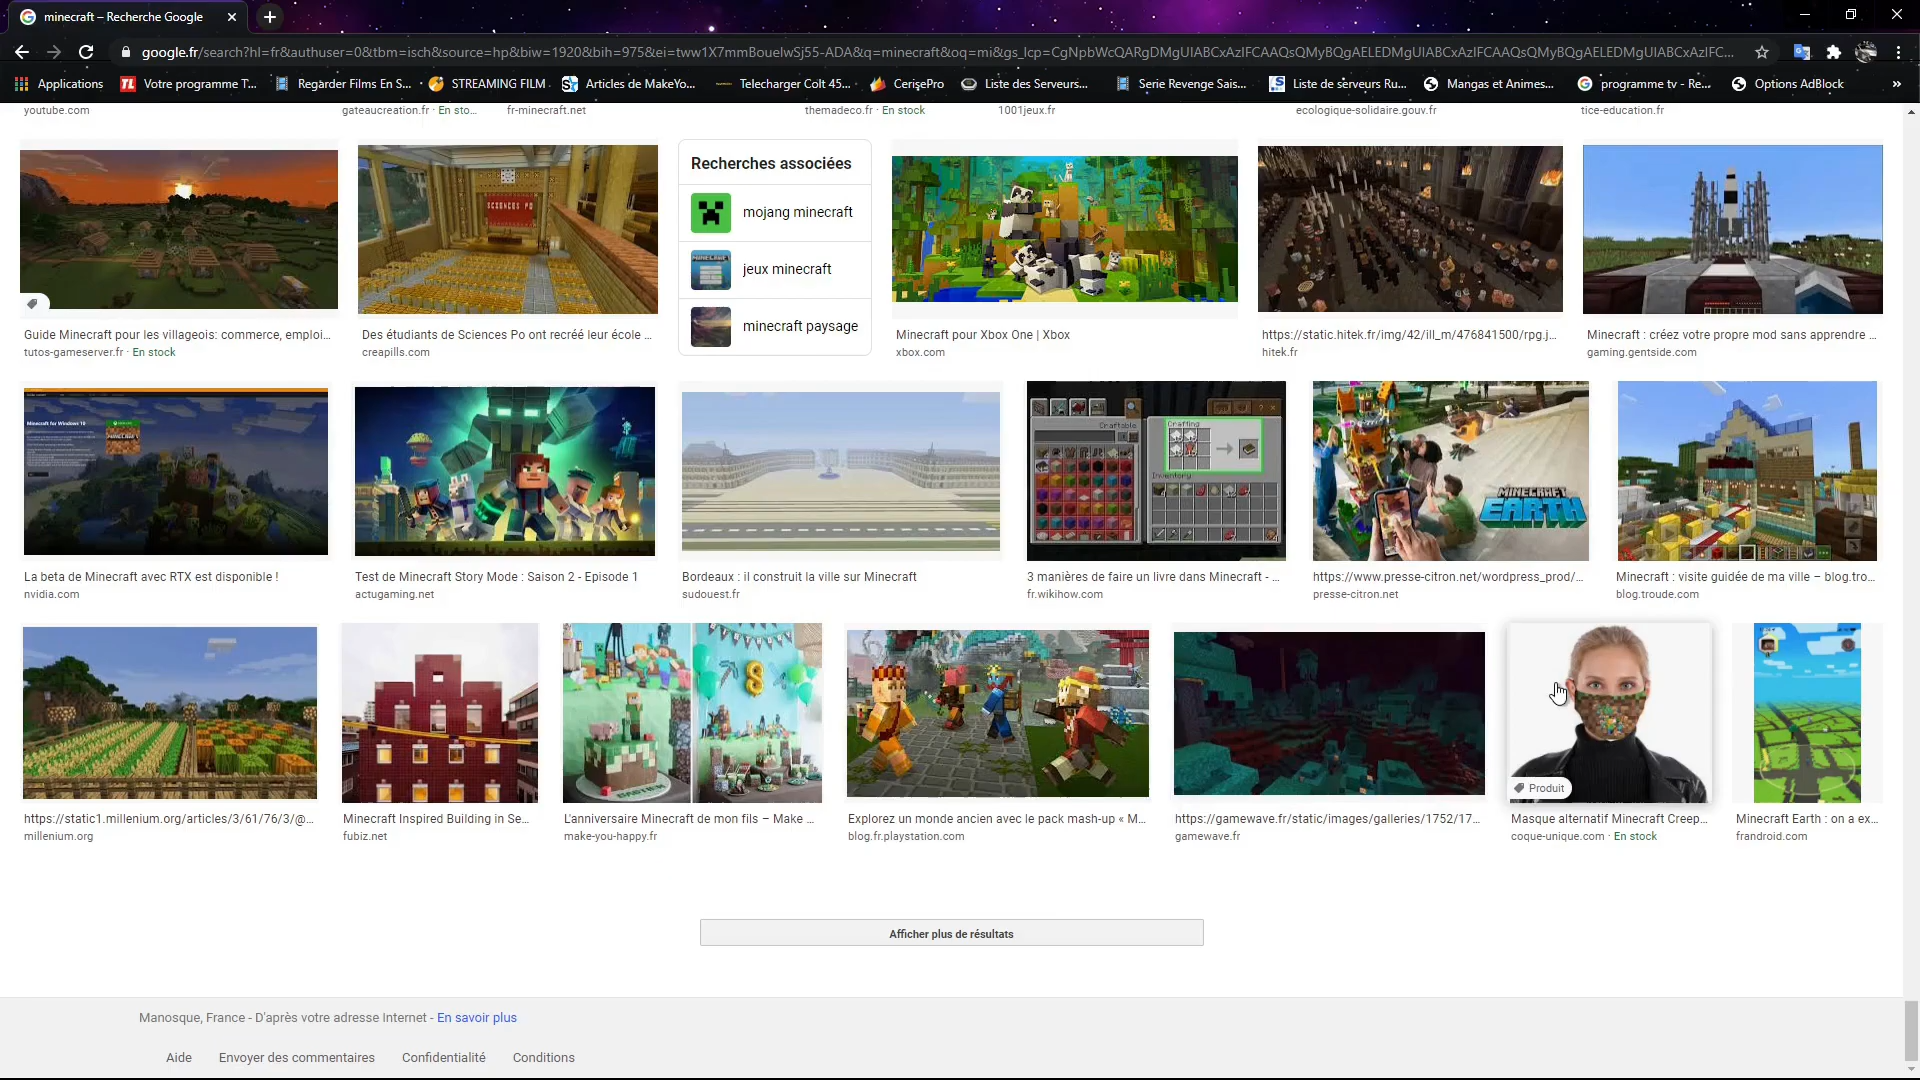 minecraft – Recherche Google
google.fr/search?hl=fr&authuser=0&tbm=isch&source=hp&biw=1920&bih=975&ei=tww1X7mmBouelwSj55-ADA&q=minecraft&oq=mi&gs_lcp=CgNpbWcQARgDMgUIABCxAzIFCAAQsQMyBQgAELEDMgUIABCxAzIFCAAQsQMyBQgAELEDMgUIABCxAzIFC...
Applications
Votre programme T...
Regarder Films En S...
STREAMING FILM
Articles de MakeYo...
Telecharger Colt 45...
CerisePro
Liste des Serveurs...
Serie Revenge Sais...
Liste de serveurs Ru...
Mangas et Animes...
programme tv - Re...
Options AdBlock
»
youtube.com
gateaucreation.fr · En sto...
fr-minecraft.net
themadeco.fr · En stock
1001jeux.fr
ecologique-solidaire.gouv.fr
tice-education.fr
SCIENCES PO
Recherches associées
mojang minecraft
jeux minecraft
minecraft paysage
Guide Minecraft pour les villageois: commerce, emploi...
tutos-gameserver.fr · En stock
Des étudiants de Sciences Po ont recréé leur école ...
creapills.com
Minecraft pour Xbox One | Xbox
xbox.com
https://static.hitek.fr/img/42/ill_m/476841500/rpg.j...
hitek.fr
Minecraft : créez votre propre mod sans apprendre ...
gaming.gentside.com
Minecraft for Windows 10
Craftable
Crafting
Inventory
MINECRAFT
EARTH
La beta de Minecraft avec RTX est disponible !
nvidia.com
Test de Minecraft Story Mode : Saison 2 - Episode 1
actugaming.net
Bordeaux : il construit la ville sur Minecraft
sudouest.fr
3 manières de faire un livre dans Minecraft - ...
fr.wikihow.com
https://www.presse-citron.net/wordpress_prod/...
presse-citron.net
Minecraft : visite guidée de ma ville – blog.tro...
blog.troude.com
8
Produit
https://static1.millenium.org/articles/3/61/76/3/@...
millenium.org
Minecraft Inspired Building in Se...
fubiz.net
L'anniversaire Minecraft de mon fils – Make ...
make-you-happy.fr
Explorez un monde ancien avec le pack mash-up « M...
blog.fr.playstation.com
https://gamewave.fr/static/images/galleries/1752/17...
gamewave.fr
Masque alternatif Minecraft Creep...
coque-unique.com · En stock
Minecraft Earth : on a ex...
frandroid.com
Afficher plus de résultats
Manosque, France - D'après votre adresse Internet - En savoir plus
Aide
Envoyer des commentaires
Confidentialité
Conditions